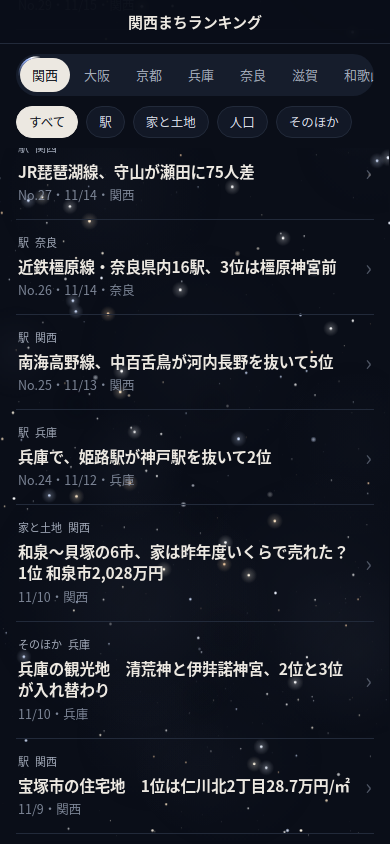 関西まちランキング
関西 大阪 京都 兵庫 奈良 滋賀
すべて 駅 家と土地 人口 そのほか
駅 関西
JR琵琶湖線、守山が瀬田に75人差
No.27・11/14・関西
駅 奈良
近鉄橿原線・奈良県内16駅、3位は橿原神宮前
No.26・11/14・奈良
駅 関西
南海高野線、中百舌鳥が河内長野を抜いて5位
No.25・11/13・関西
駅 兵庫
兵庫で、姫路駅が神戸駅を抜いて2位
No.24・11/12・兵庫
家と土地 関西
和泉〜貝塚の6市、家は昨年度いくらで売れた？
1位 和泉市2,028万円
11/10・関西
そのほか 兵庫
兵庫の観光地　清荒神と伊弉諾神宮、2位と3位
が入れ替わり
11/10・兵庫
駅 関西
宝塚市の住宅地　1位は仁川北2丁目28.7万円/㎡
11/9・関西